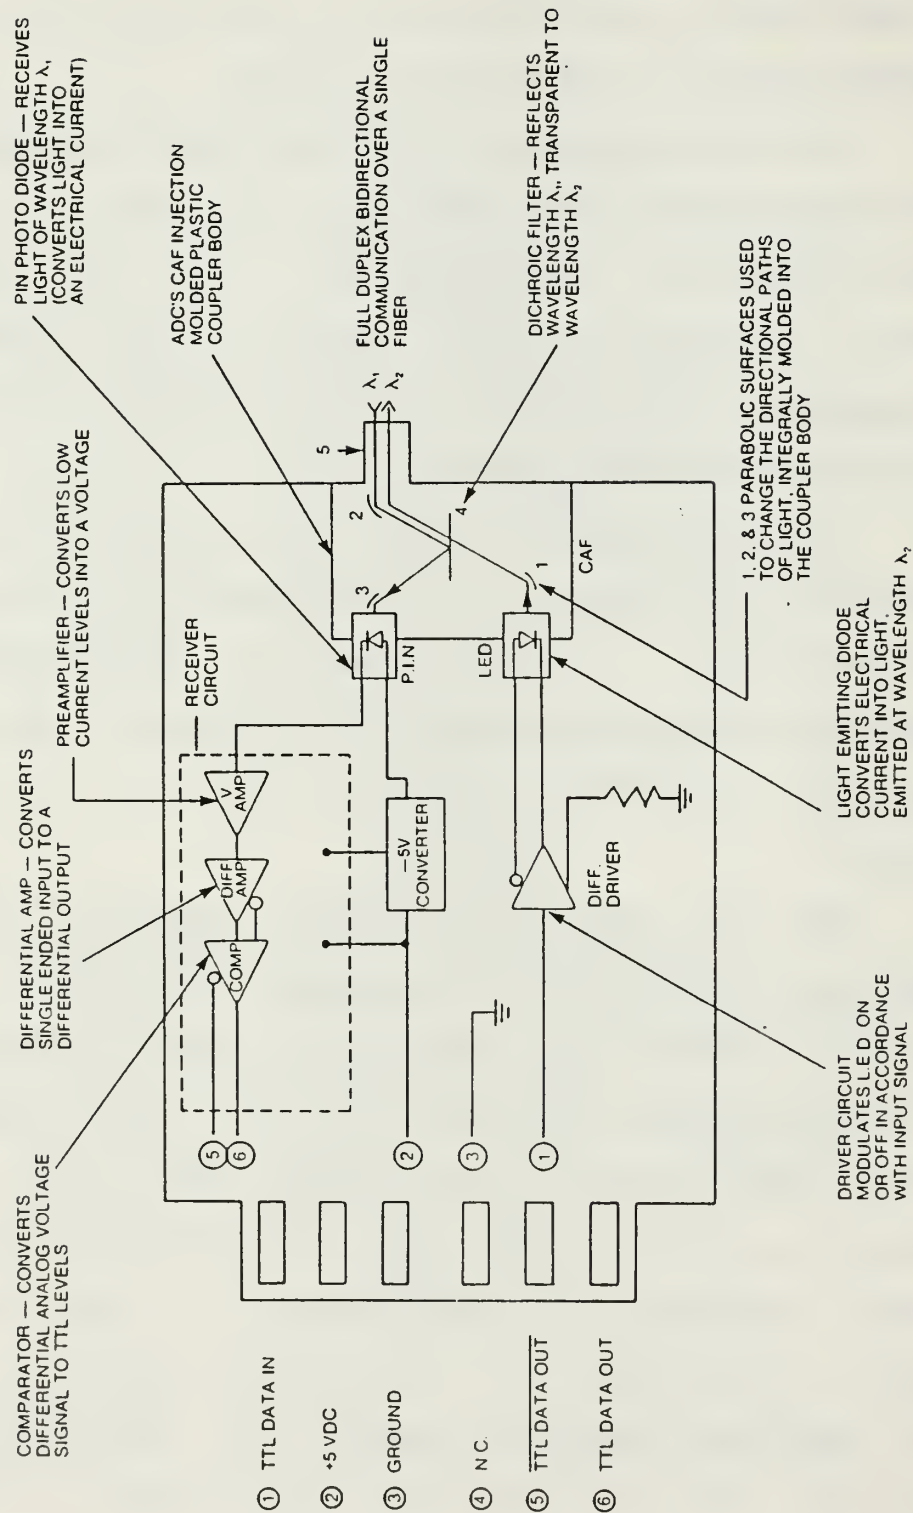 COMPARATOR — CONVERTS
DIFFERENTIAL ANALOG VOLTAGE
SIGNAL TO TTL LEVELS
DIFFERENTIAL AMP — CONVERTS
SINGLE ENDED INPUT TO A
DIFFERENTIAL OUTPUT
PREAMPLIFIER — CONVERTS LOW
CURRENT LEVELS INTO A VOLTAGE
PIN PHOTO DIODE — RECEIVES
LIGHT OF WAVELENGTH λ,
(CONVERTS LIGHT INTO
AN ELECTRICAL CURRENT)
RECEIVER
CIRCUIT
ADC'S CAF INJECTION
MOLDED PLASTIC
COUPLER BODY
FULL DUPLEX BIDIRECTIONAL
COMMUNICATION OVER A SINGLE
FIBER
DICHROIC FILTER — REFLECTS
WAVELENGTH λ₁, TRANSPARENT TO
WAVELENGTH λ₂
1, 2, & 3 PARABOLIC SURFACES USED
TO CHANGE THE DIRECTIONAL PATHS
OF LIGHT, INTEGRALLY MOLDED INTO
THE COUPLER BODY
LIGHT EMITTING DIODE
CONVERTS ELECTRICAL
CURRENT INTO LIGHT.
EMITTED AT WAVELENGTH λ₂
DRIVER CIRCUIT
MODULATES L.E D ON
OR OFF IN ACCORDANCE
WITH INPUT SIGNAL
① TTL DATA IN
② +5 VDC
③ GROUND
④ N C.
⑤ TTL DATA OUT
⑥ TTL DATA OUT
⑤
⑥
②
③
①
COMP
DIFF
AMP
V
AMP
—5V
CONVERTER
DIFF.
DRIVER
P.I.N
LED
CAF
3
2
5
4
1
λ₁
λ₂